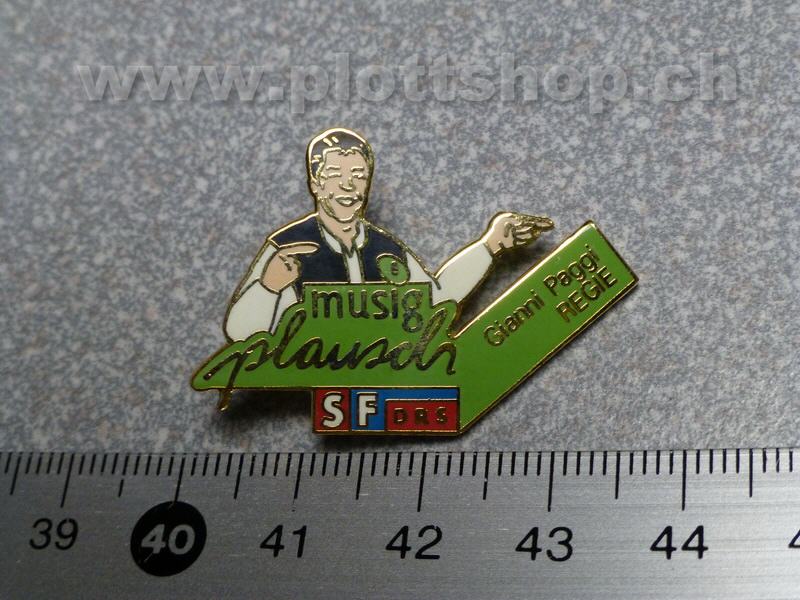 www.plottshop.ch
musig
plausch
Gianni Paggi
REGIE
SF DRS
39 40 41 42 43 44